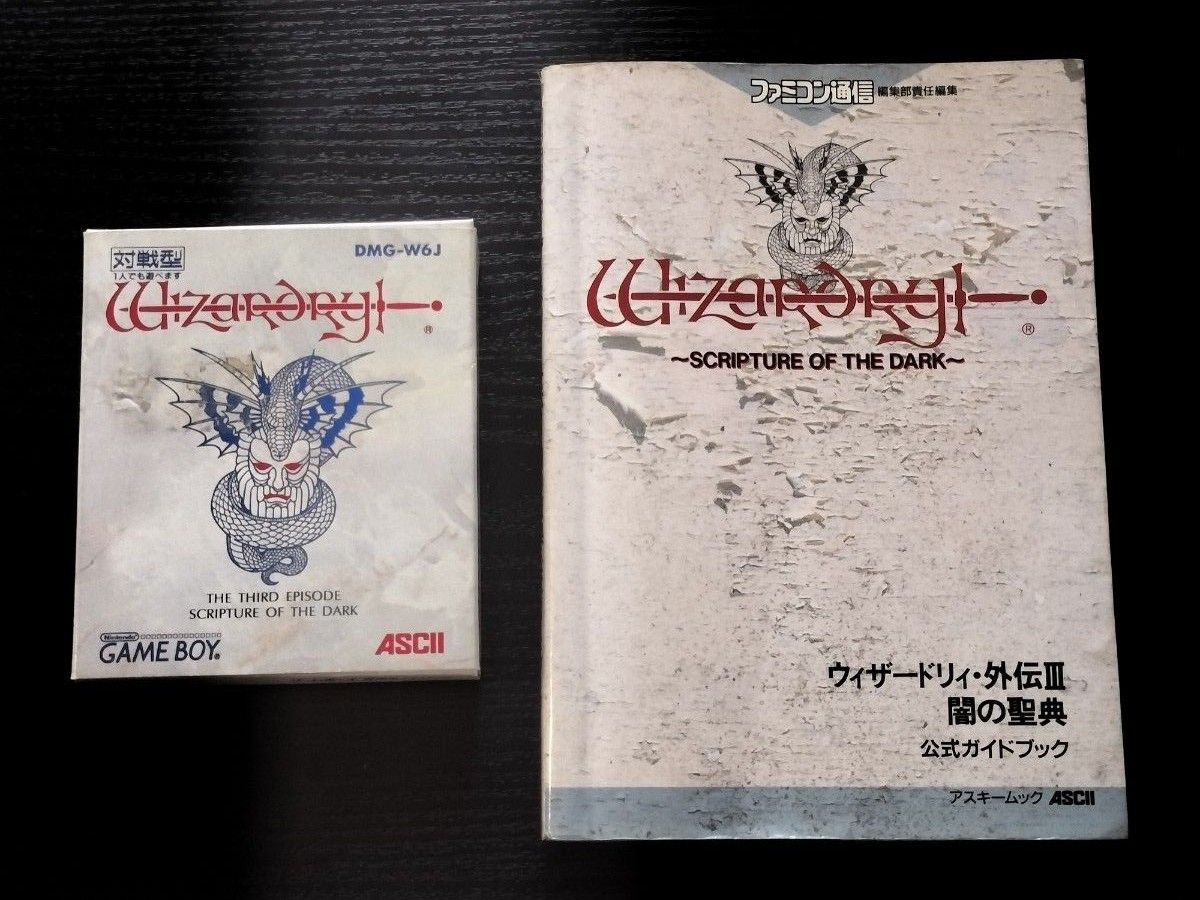 対戦型
1人でも遊べます
DMG-W6J
Wizardry
®
THE THIRD EPISODE
SCRIPTURE OF THE DARK
Nintendo
GAME BOY®
ASCII
ファミコン通信 編集部責任編集
Wizardry
®
~SCRIPTURE OF THE DARK~
ウィザードリィ・外伝III
闇の聖典
公式ガイドブック
アスキームック ASCII